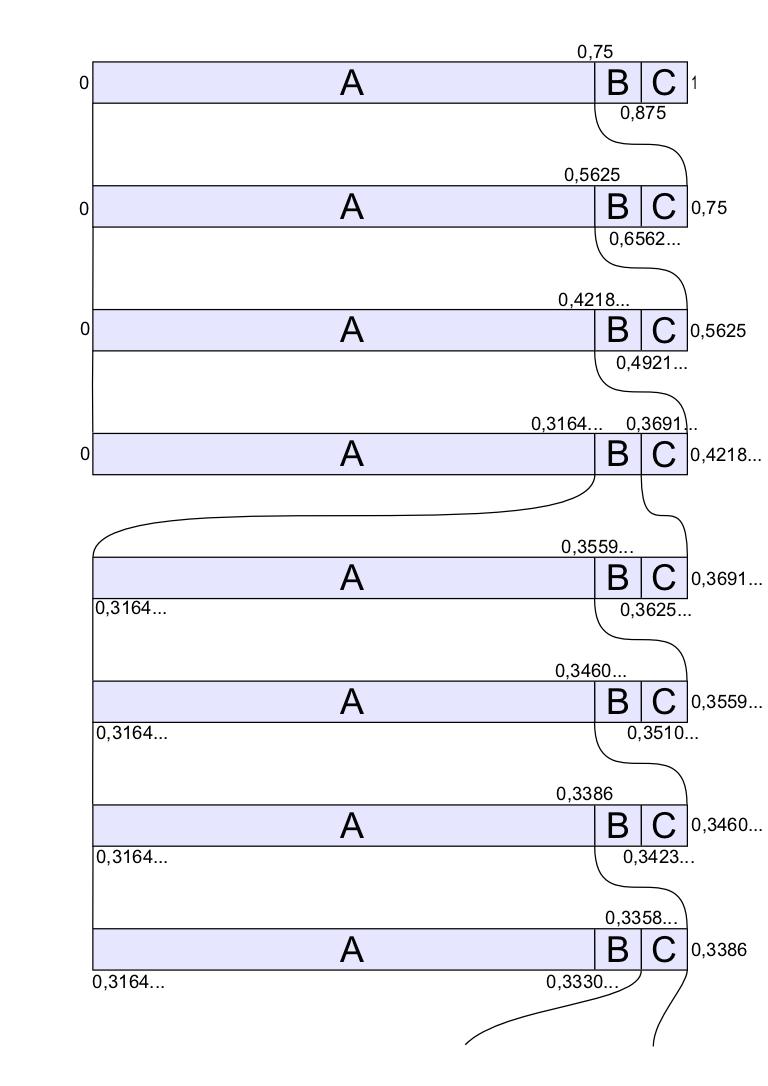 0,75
0 A B C 1
0,875
0,5625
0 A B C 0,75
0,6562...
0,4218...
0 A B C 0,5625
0,4921...
0,3164... 0,3691...
0 A B C 0,4218...
0,3559...
A B C 0,3691...
0,3164... 0,3625...
0,3460...
A B C 0,3559...
0,3164... 0,3510...
0,3386
A B C 0,3460...
0,3164... 0,3423...
0,3358...
A B C 0,3386
0,3164... 0,3330...